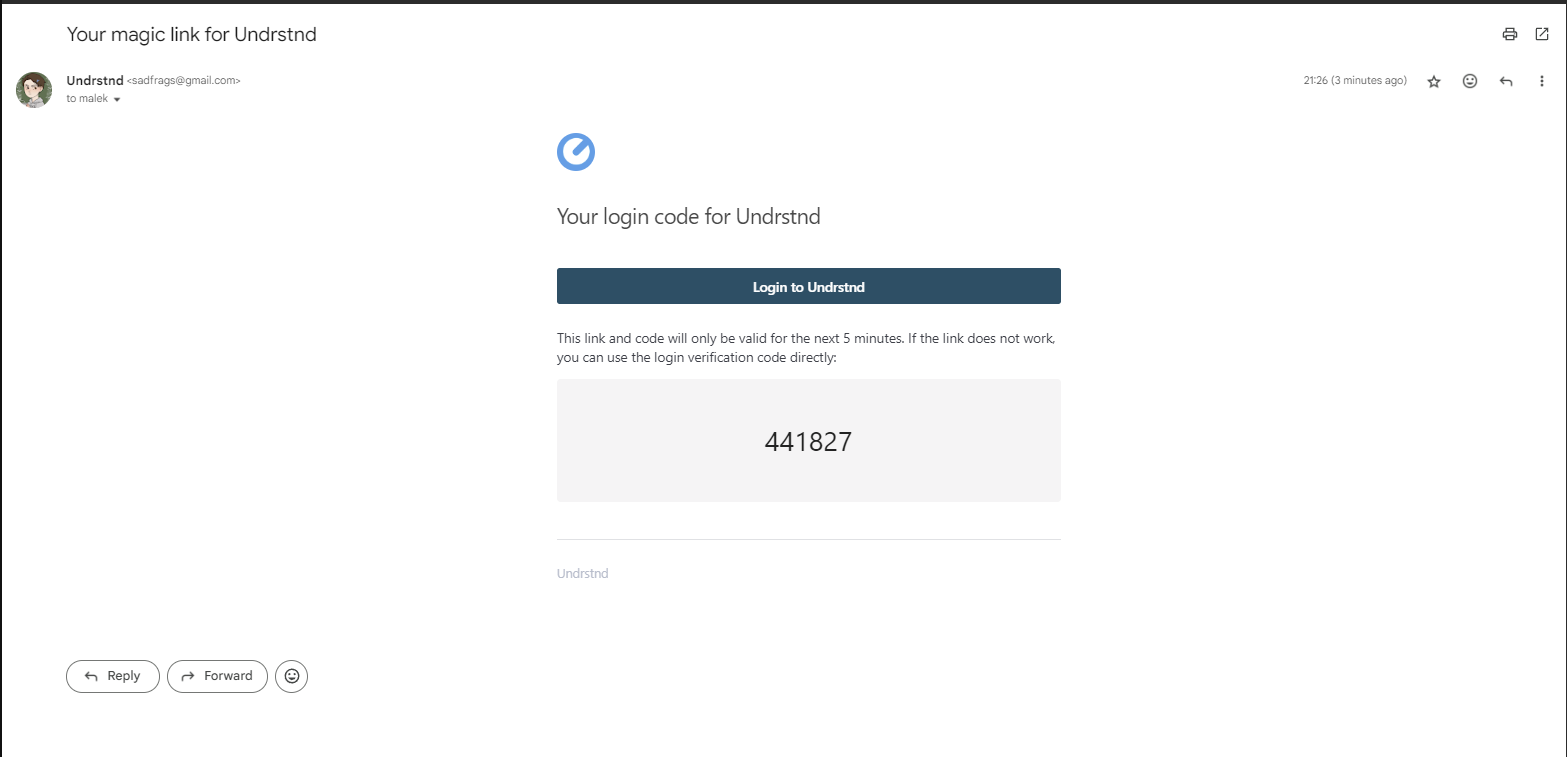 Your magic link for Undrstnd
Undrstnd <sadfrags@gmail.com>
21:26 (3 minutes ago)
to malek
Your login code for Undrstnd
Login to Undrstnd
This link and code will only be valid for the next 5 minutes. If the link does not work,
you can use the login verification code directly:
441827
Undrstnd
Reply
Forward